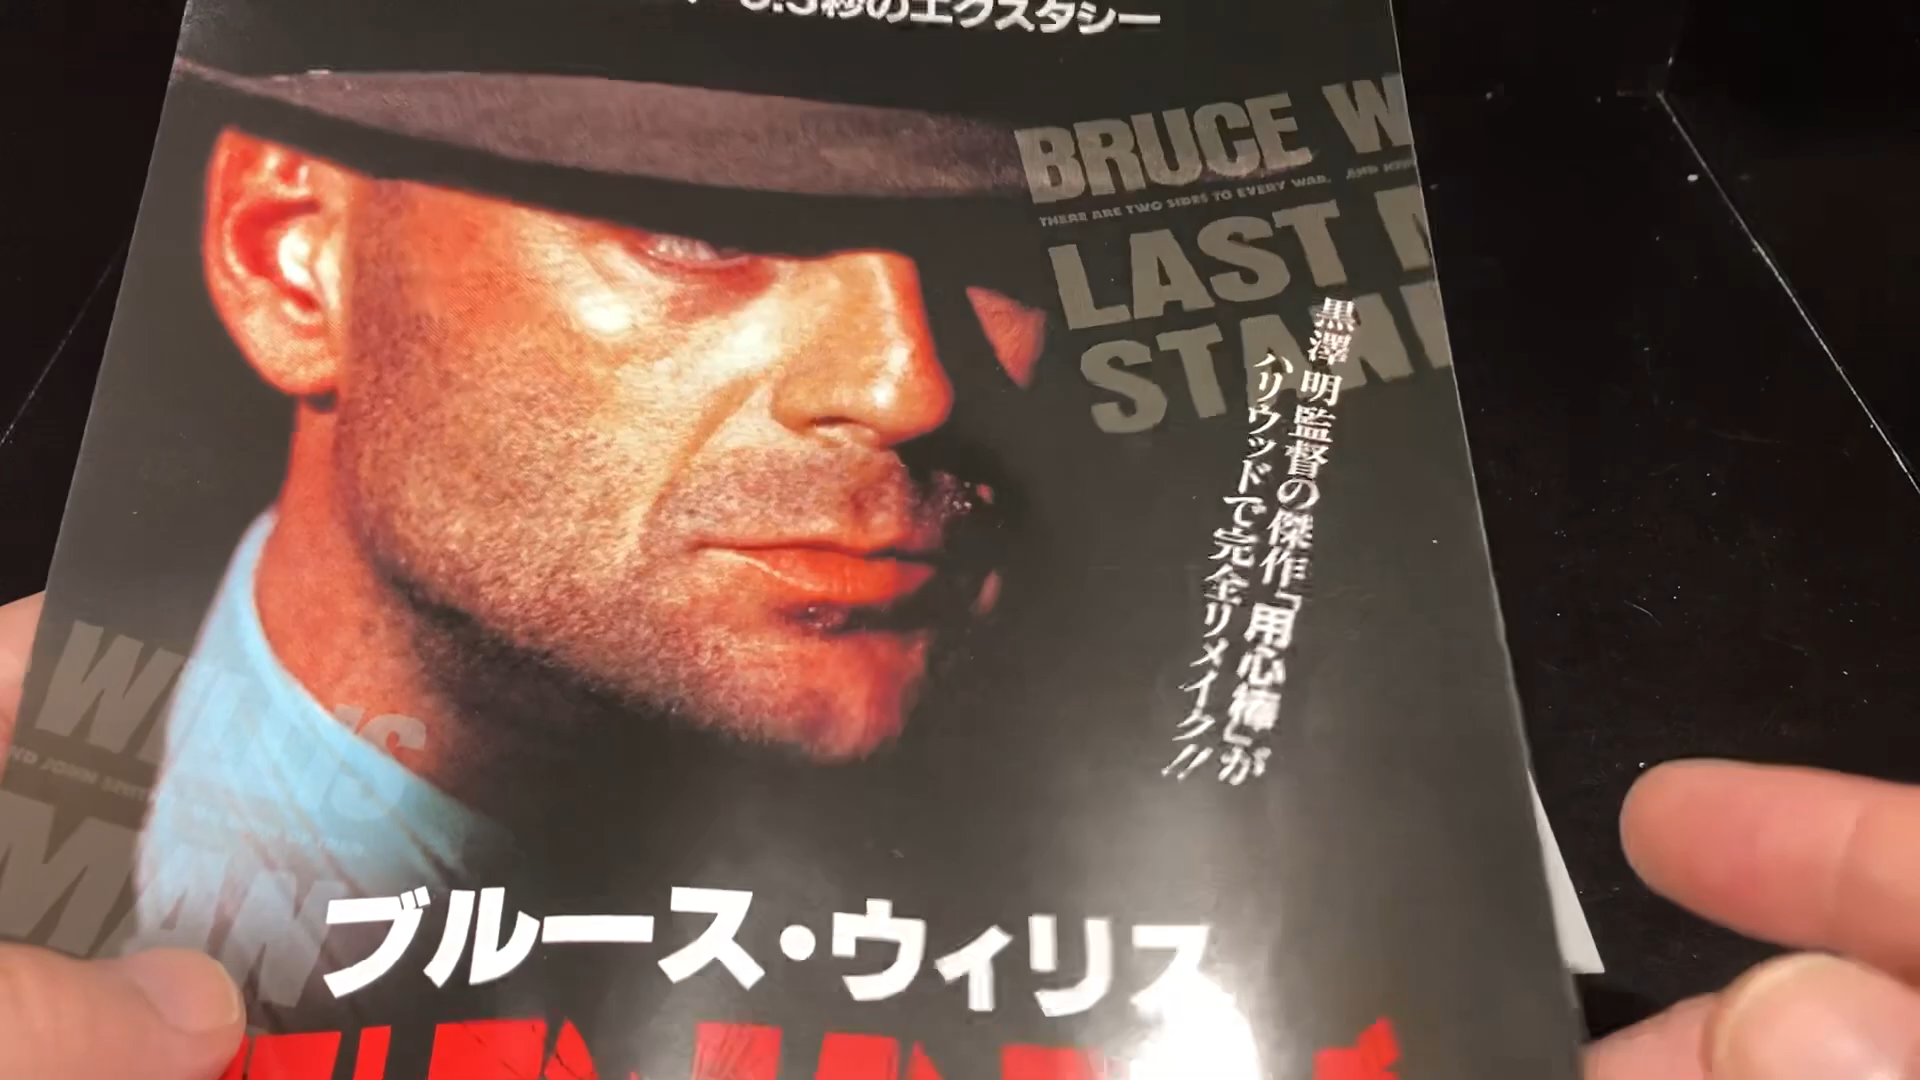 秒のエクスタシー
BRUCE W
THERE ARE TWO SIDES TO EVERY WAR.
LAST
STAN
黒澤 明監督の傑作「用心棒」が
ハリウッドで完全リメイク!!
WILLIS
MAN
ブルース・ウィリス